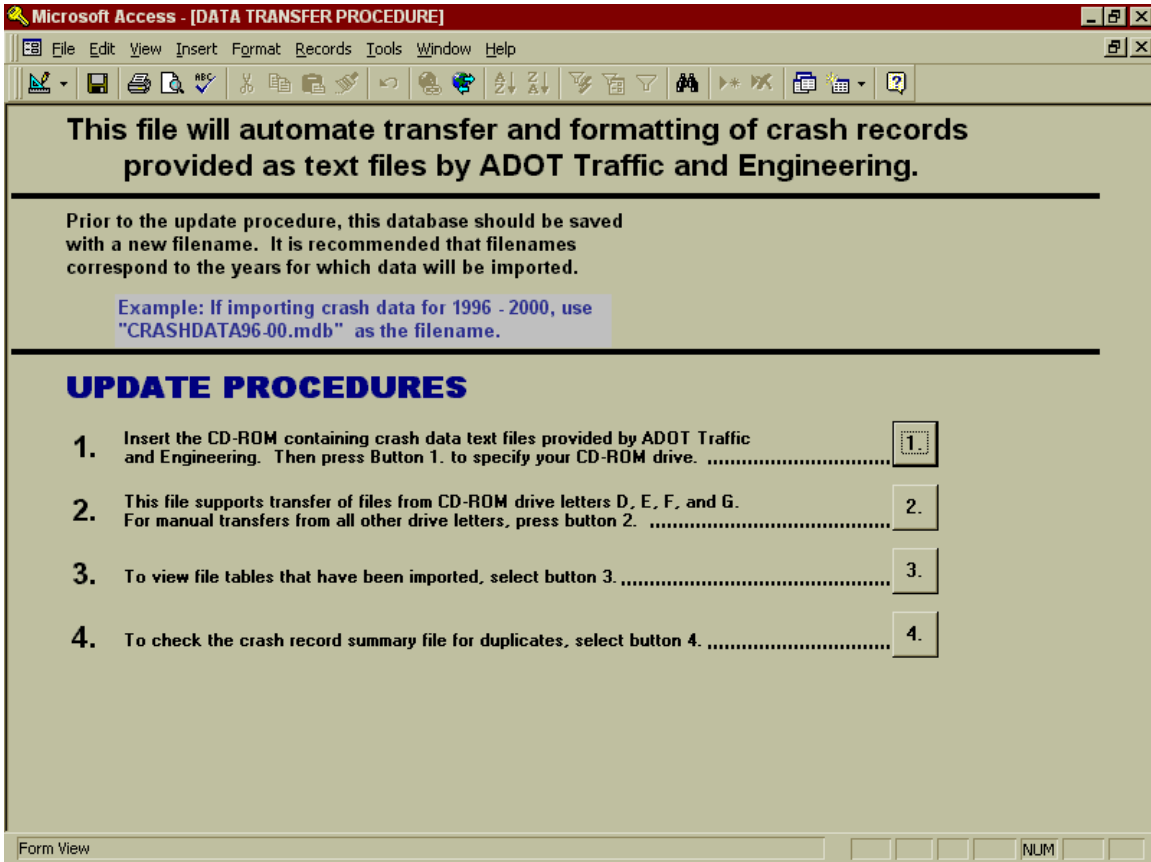 Microsoft Access - [DATA TRANSFER PROCEDURE]
File Edit View Insert Format Records Tools Window Help
This file will automate transfer and formatting of crash records
provided as text files by ADOT Traffic and Engineering.
Prior to the update procedure, this database should be saved
with a new filename. It is recommended that filenames
correspond to the years for which data will be imported.
Example: If importing crash data for 1996 - 2000, use
"CRASHDATA96-00.mdb" as the filename.
UPDATE PROCEDURES
1. Insert the CD-ROM containing crash data text files provided by ADOT Traffic
and Engineering. Then press Button 1. to specify your CD-ROM drive. ................................ 1.
2. This file supports transfer of files from CD-ROM drive letters D, E, F, and G.
For manual transfers from all other drive letters, press button 2. .......................................... 2.
3. To view file tables that have been imported, select button 3. ............................................... 3.
4. To check the crash record summary file for duplicates, select button 4. ................................ 4.
Form View NUM